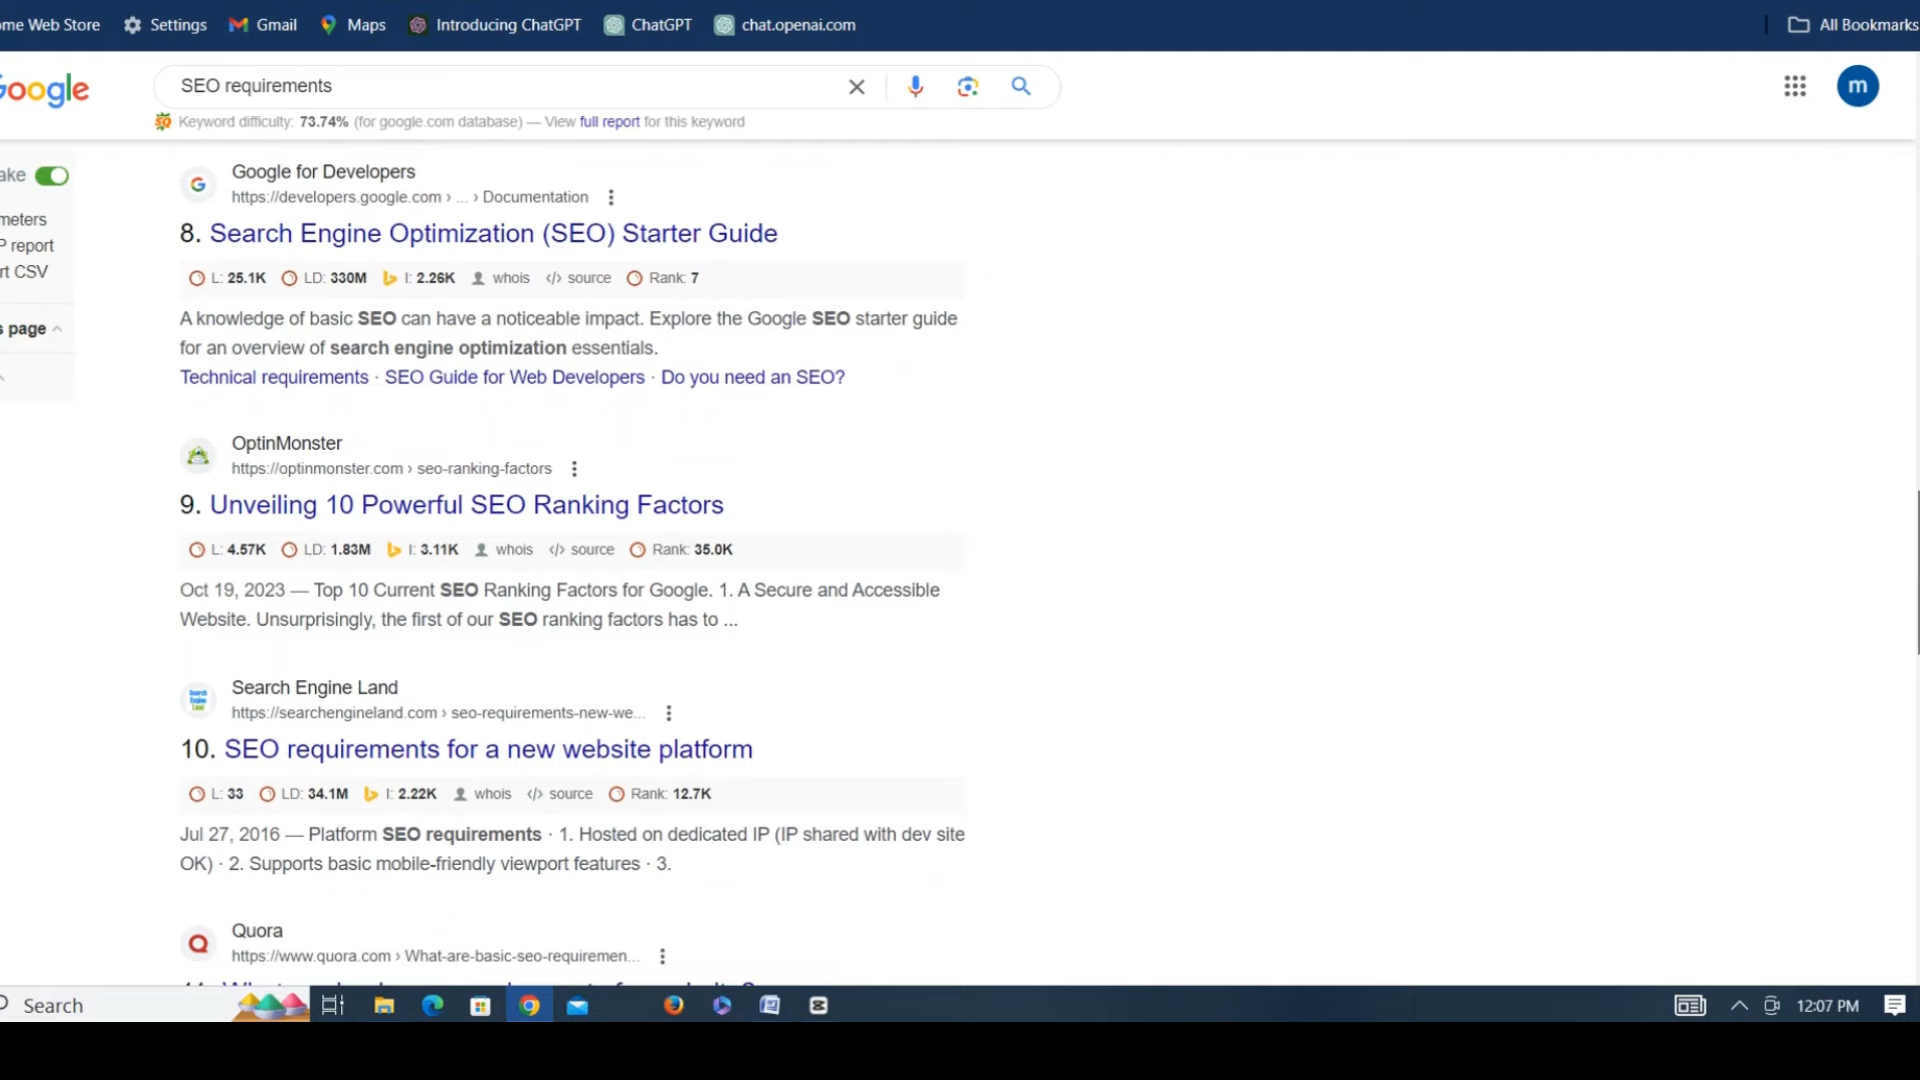 me Web Store Settings Gmail Maps Introducing ChatGPT ChatGPT chat.openai.com All Bookmarks
Google SEO requirements m
Keyword difficulty: 73.74% (for google.com database) — View full report for this keyword
ake
meters
P report
rt CSV
s page
Google for Developers
https://developers.google.com › ... › Documentation
8. Search Engine Optimization (SEO) Starter Guide
L: 25.1K LD: 330M I: 2.26K whois </> source Rank: 7
A knowledge of basic SEO can have a noticeable impact. Explore the Google SEO starter guide
for an overview of search engine optimization essentials.
Technical requirements · SEO Guide for Web Developers · Do you need an SEO?
OptinMonster
https://optinmonster.com › seo-ranking-factors
9. Unveiling 10 Powerful SEO Ranking Factors
L: 4.57K LD: 1.83M I: 3.11K whois </> source Rank: 35.0K
Oct 19, 2023 — Top 10 Current SEO Ranking Factors for Google. 1. A Secure and Accessible
Website. Unsurprisingly, the first of our SEO ranking factors has to ...
Search Engine Land
https://searchengineland.com › seo-requirements-new-we...
10. SEO requirements for a new website platform
L: 33 LD: 34.1M I: 2.22K whois </> source Rank: 12.7K
Jul 27, 2016 — Platform SEO requirements · 1. Hosted on dedicated IP (IP shared with dev site
OK) · 2. Supports basic mobile-friendly viewport features · 3.
Quora
https://www.quora.com › What-are-basic-seo-requiremen...
Search 12:07 PM